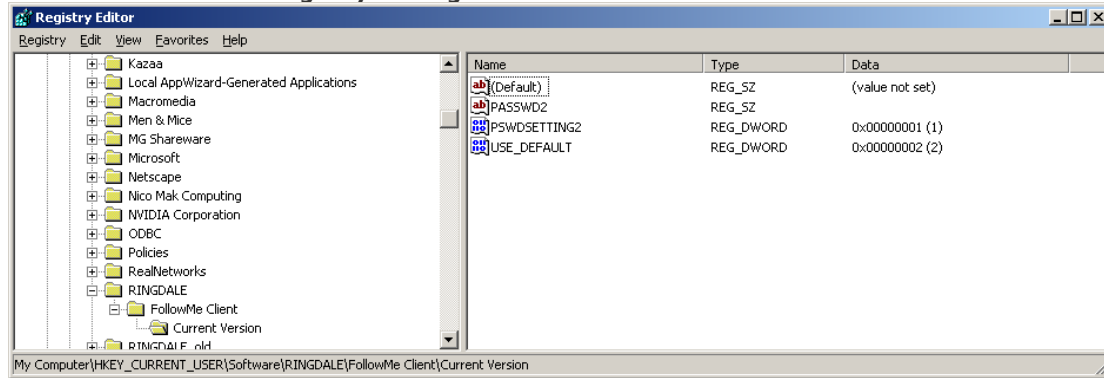 Registry Editor
Registry Edit View Favorites Help
Kazaa
Local AppWizard-Generated Applications
Macromedia
Men & Mice
MG Shareware
Microsoft
Netscape
Nico Mak Computing
NVIDIA Corporation
ODBC
Policies
RealNetworks
RINGDALE
FollowMe Client
Current Version
RINGDALE_old
Name Type Data
(Default) REG_SZ (value not set)
PASSWD2 REG_SZ
PSWDSETTING2 REG_DWORD 0x00000001 (1)
USE_DEFAULT REG_DWORD 0x00000002 (2)
My Computer\HKEY_CURRENT_USER\Software\RINGDALE\FollowMe Client\Current Version